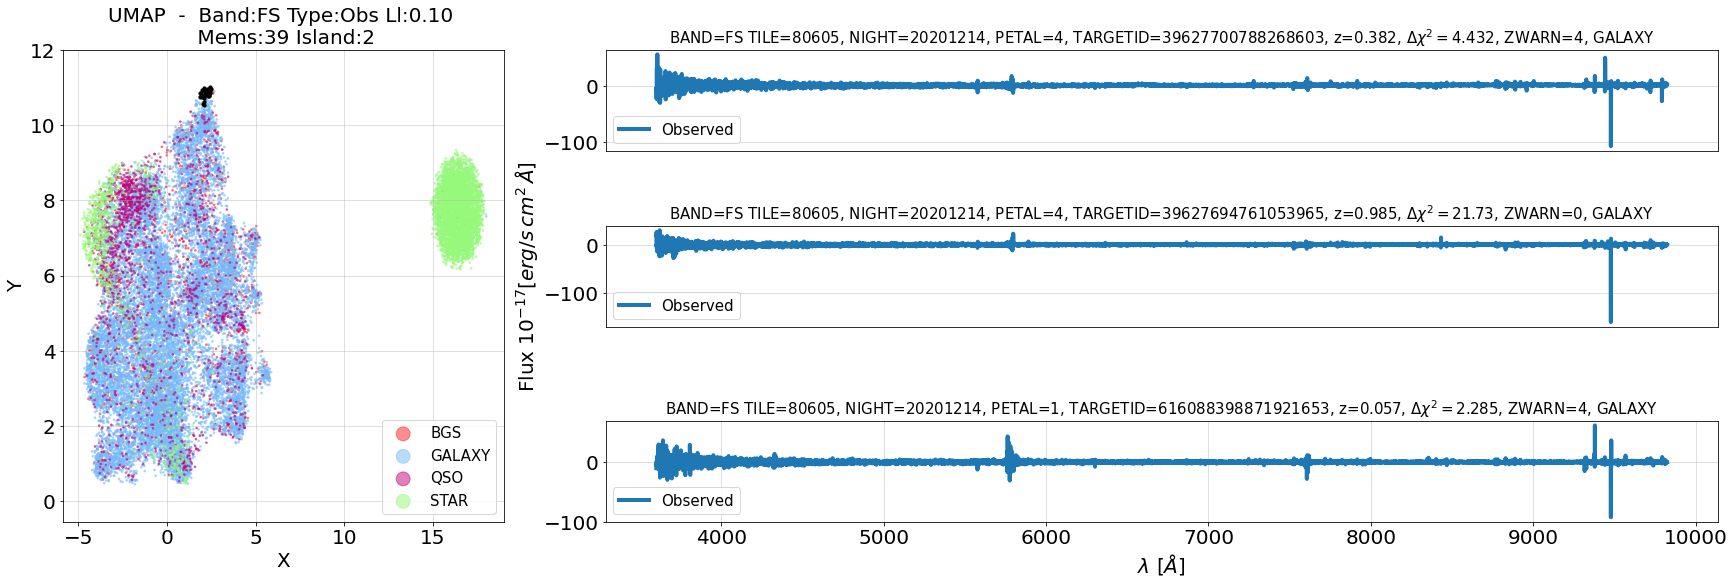 UMAP - Band:FS Type:Obs Ll:0.10
Mems:39 Island:2
12
10
8
6
4
2
0
Y
−5
0
5
10
15
X
BGS
GALAXY
QSO
STAR
Flux 10^{-17}[erg/s cm^2 Å]
BAND=FS TILE=80605, NIGHT=20201214, PETAL=4, TARGETID=39627700788268603, z=0.382, Δχ²=4.432, ZWARN=4, GALAXY
0
−100
Observed
BAND=FS TILE=80605, NIGHT=20201214, PETAL=4, TARGETID=39627694761053965, z=0.985, Δχ²=21.73, ZWARN=0, GALAXY
0
−100
Observed
BAND=FS TILE=80605, NIGHT=20201214, PETAL=1, TARGETID=616088398871921653, z=0.057, Δχ²=2.285, ZWARN=4, GALAXY
0
−100
Observed
4000
5000
6000
7000
8000
9000
10000
λ [Å]